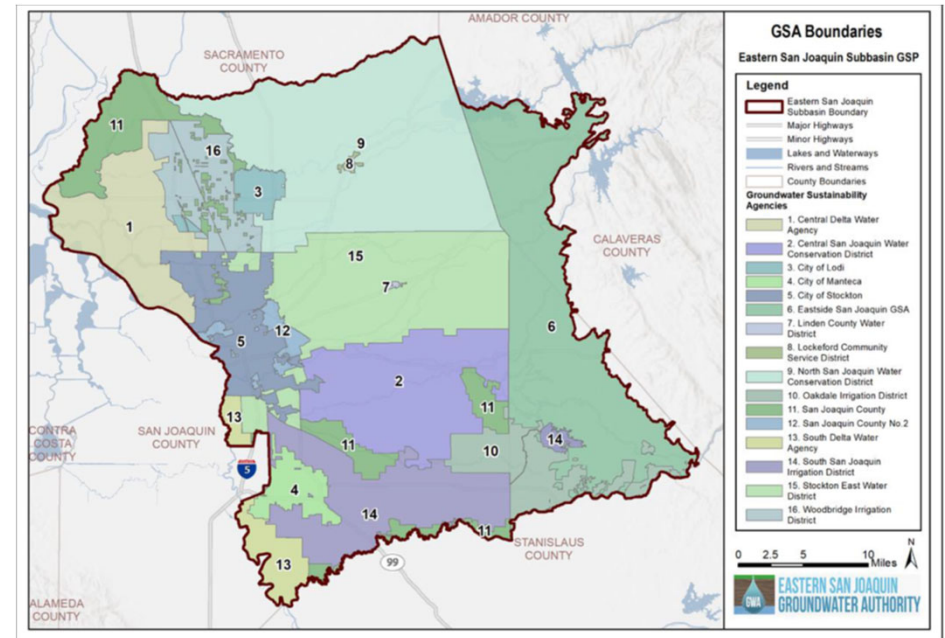 AMADOR COUNTY
SACRAMENTO
COUNTY
11
16
9
8
3
1
15
7
CALAVERAS
COUNTY
6
5
12
2
13
11
11
14
10
CONTRA
COSTA
COUNTY
SAN JOAQUIN
COUNTY
5
4
14
11
STANISLAUS
COUNTY
99
13
ALAMEDA
COUNTY
GSA Boundaries
Eastern San Joaquin Subbasin GSP
Legend
Eastern San Joaquin
Subbasin Boundary
Major Highways
Minor Highways
Lakes and Waterways
Rivers and Streams
County Boundaries
Groundwater Sustainability
Agencies
1. Central Delta Water
Agency
2. Central San Joaquin Water
Conservation District
3. City of Lodi
4. City of Manteca
5. City of Stockton
6. Eastside San Joaquin GSA
7. Linden County Water
District
8. Lockeford Community
Service District
9. North San Joaquin Water
Conservation District
10. Oakdale Irrigation District
11. San Joaquin County
12. San Joaquin County No.2
13. South Delta Water
Agency
14. South San Joaquin
Irrigation District
15. Stockton East Water
District
16. Woodbridge Irrigation
District
N
0 2.5 5 10
Miles
GWA
EASTERN SAN JOAQUIN
GROUNDWATER AUTHORITY